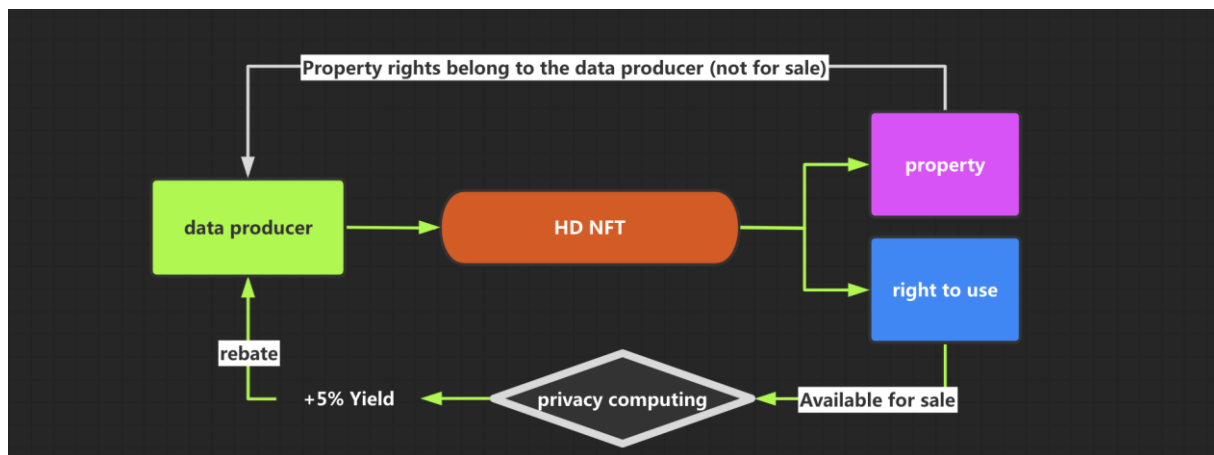 Property rights belong to the data producer (not for sale)
property
data producer
HD NFT
right to use
rebate
+5% Yield
privacy computing
Available for sale